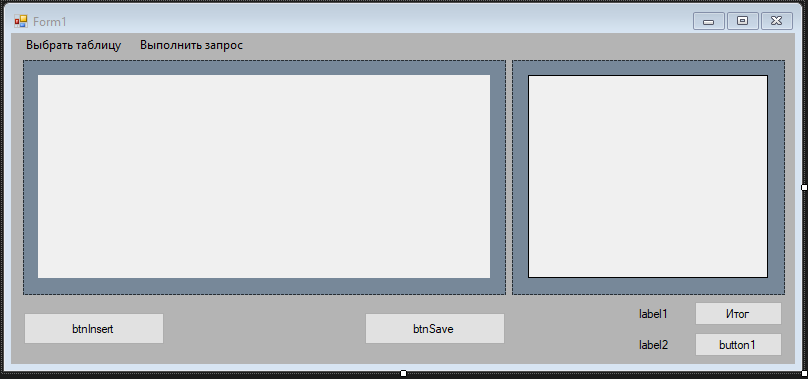 Form1
Выбрать таблицу Выполнить запрос
btnInsert btnSave label1 Итог
label2 button1